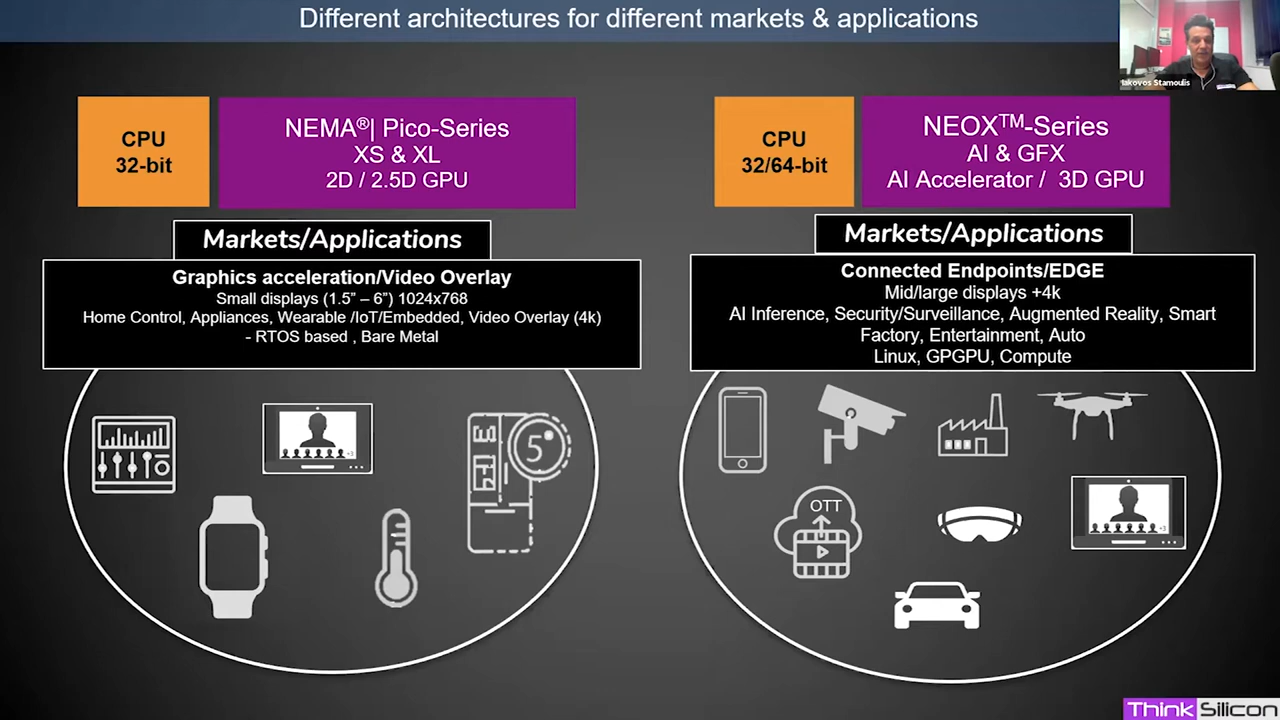 Different architectures for different markets & applications
Iakovos Stamoulis
CPU
32-bit
NEMA®| Pico-Series
XS & XL
2D / 2.5D GPU
Markets/Applications
Graphics acceleration/Video Overlay
Small displays (1.5” – 6”) 1024x768
Home Control, Appliances, Wearable /IoT/Embedded, Video Overlay (4k)
- RTOS based , Bare Metal
+3
5°
CPU
32/64-bit
NEOX™-Series
AI & GFX
AI Accelerator / 3D GPU
Markets/Applications
Connected Endpoints/EDGE
Mid/large displays +4k
AI Inference, Security/Surveillance, Augmented Reality, Smart
Factory, Entertainment, Auto
Linux, GPGPU, Compute
OTT
+3
Think Silicon